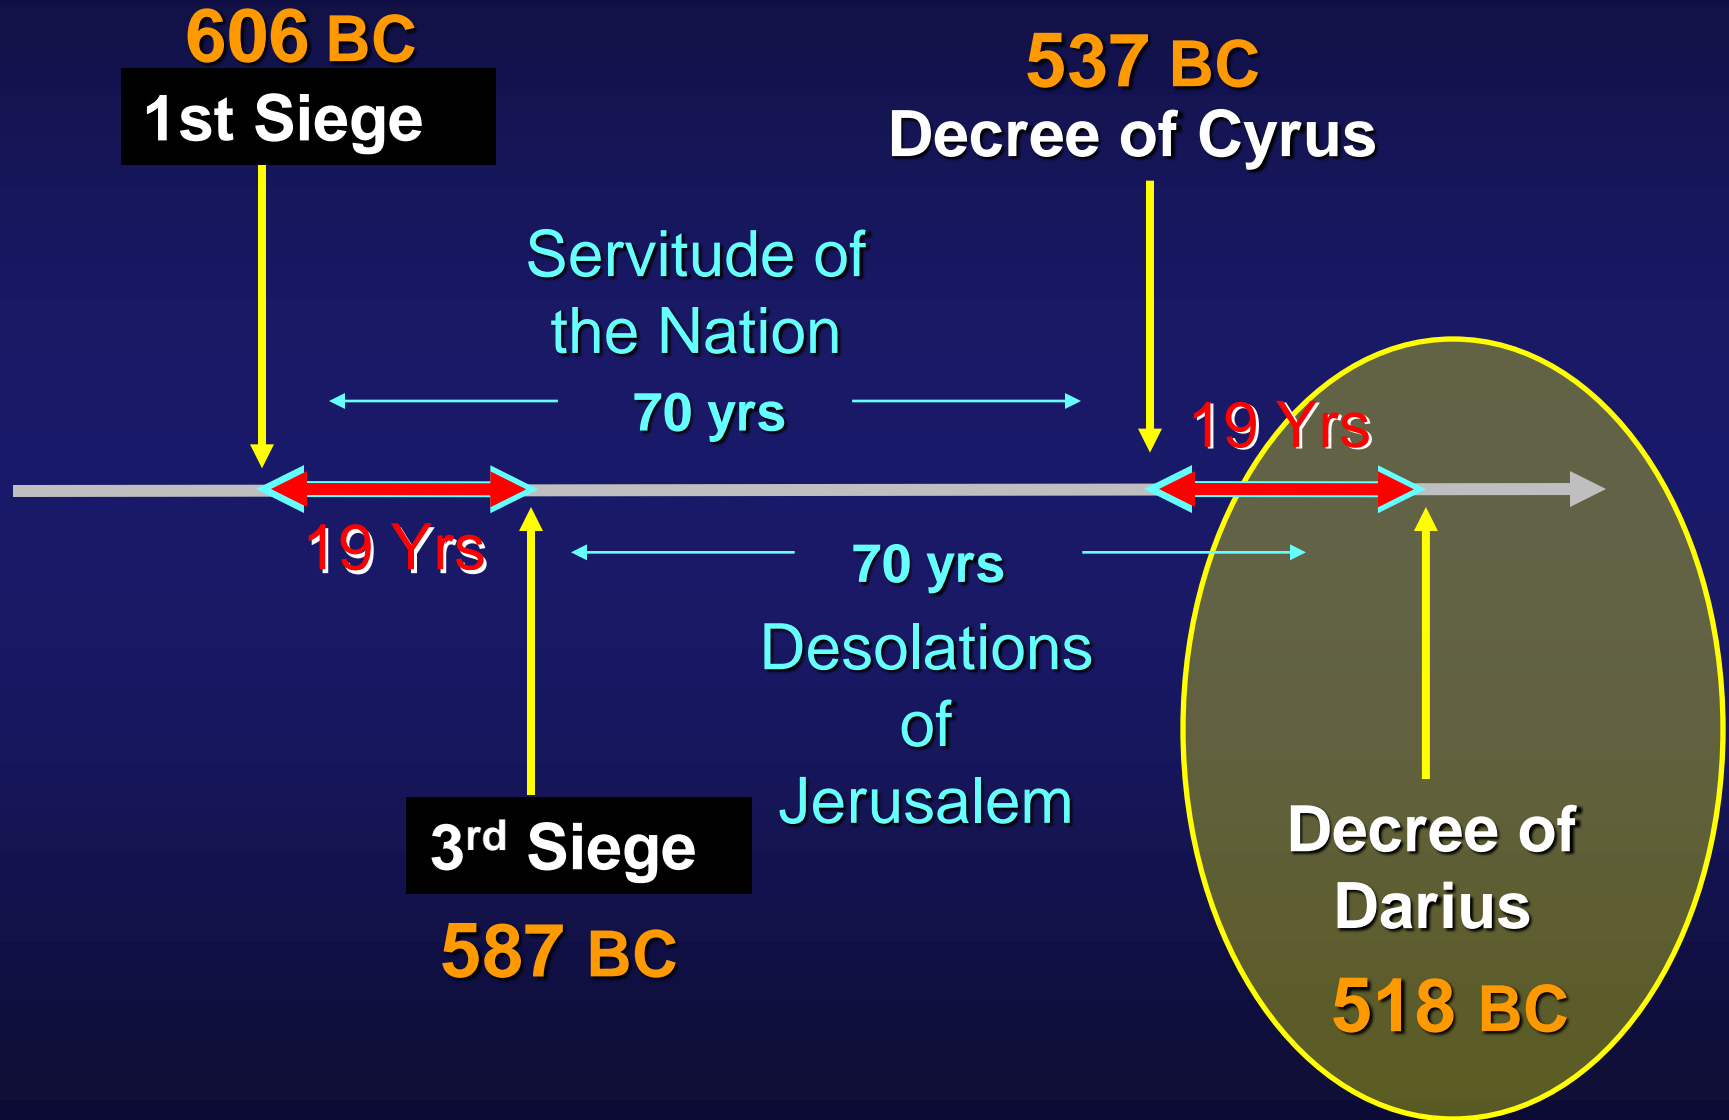 606 BC
1st Siege
537 BC
Decree of Cyrus
Servitude of
the Nation
70 yrs
19 Yrs
19 Yrs
70 yrs
Desolations
of
Jerusalem
3rd Siege
587 BC
Decree of
Darius
518 BC